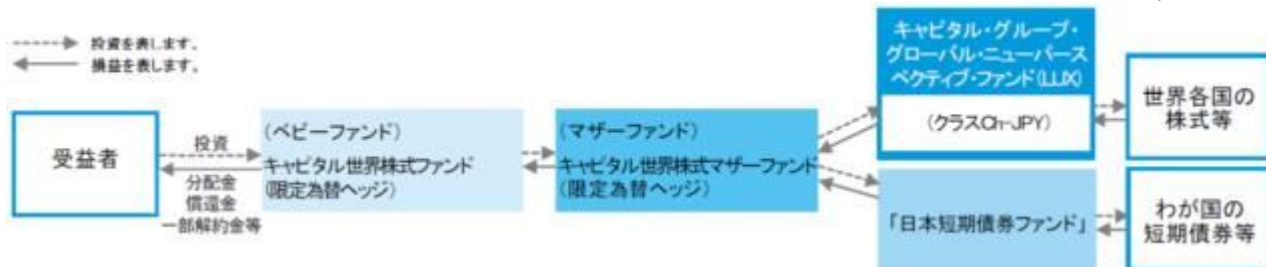 投資を表します。
損益を表します。
受益者
投資
分配金
償還金
一部解約金等
（ベビーファンド）
キャピタル世界株式ファンド
（限定為替ヘッジ）
（マザーファンド）
キャピタル世界株式マザーファンド
（限定為替ヘッジ）
キャピタル・グループ・
グローバル・ニューパース
ペクティブ・ファンド（LUX）
（クラスCh-JPY）
世界各国の
株式等
「日本短期債券ファンド」
わが国の
短期債券等